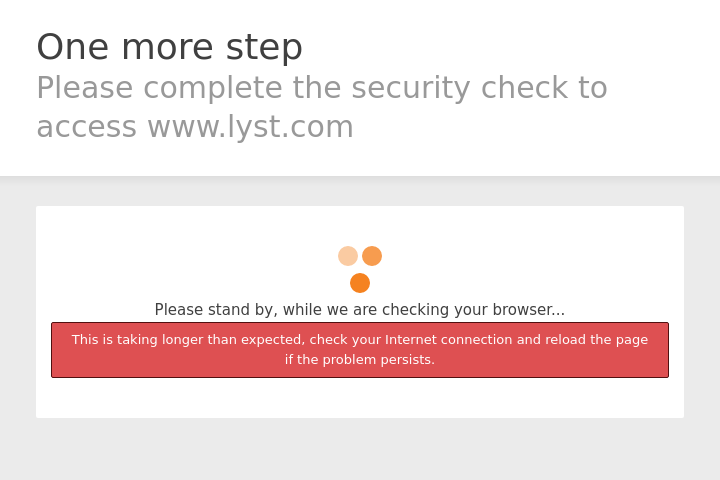 One more step
Please complete the security check to
access www.lyst.com
Please stand by, while we are checking your browser...
This is taking longer than expected, check your Internet connection and reload the page
if the problem persists.